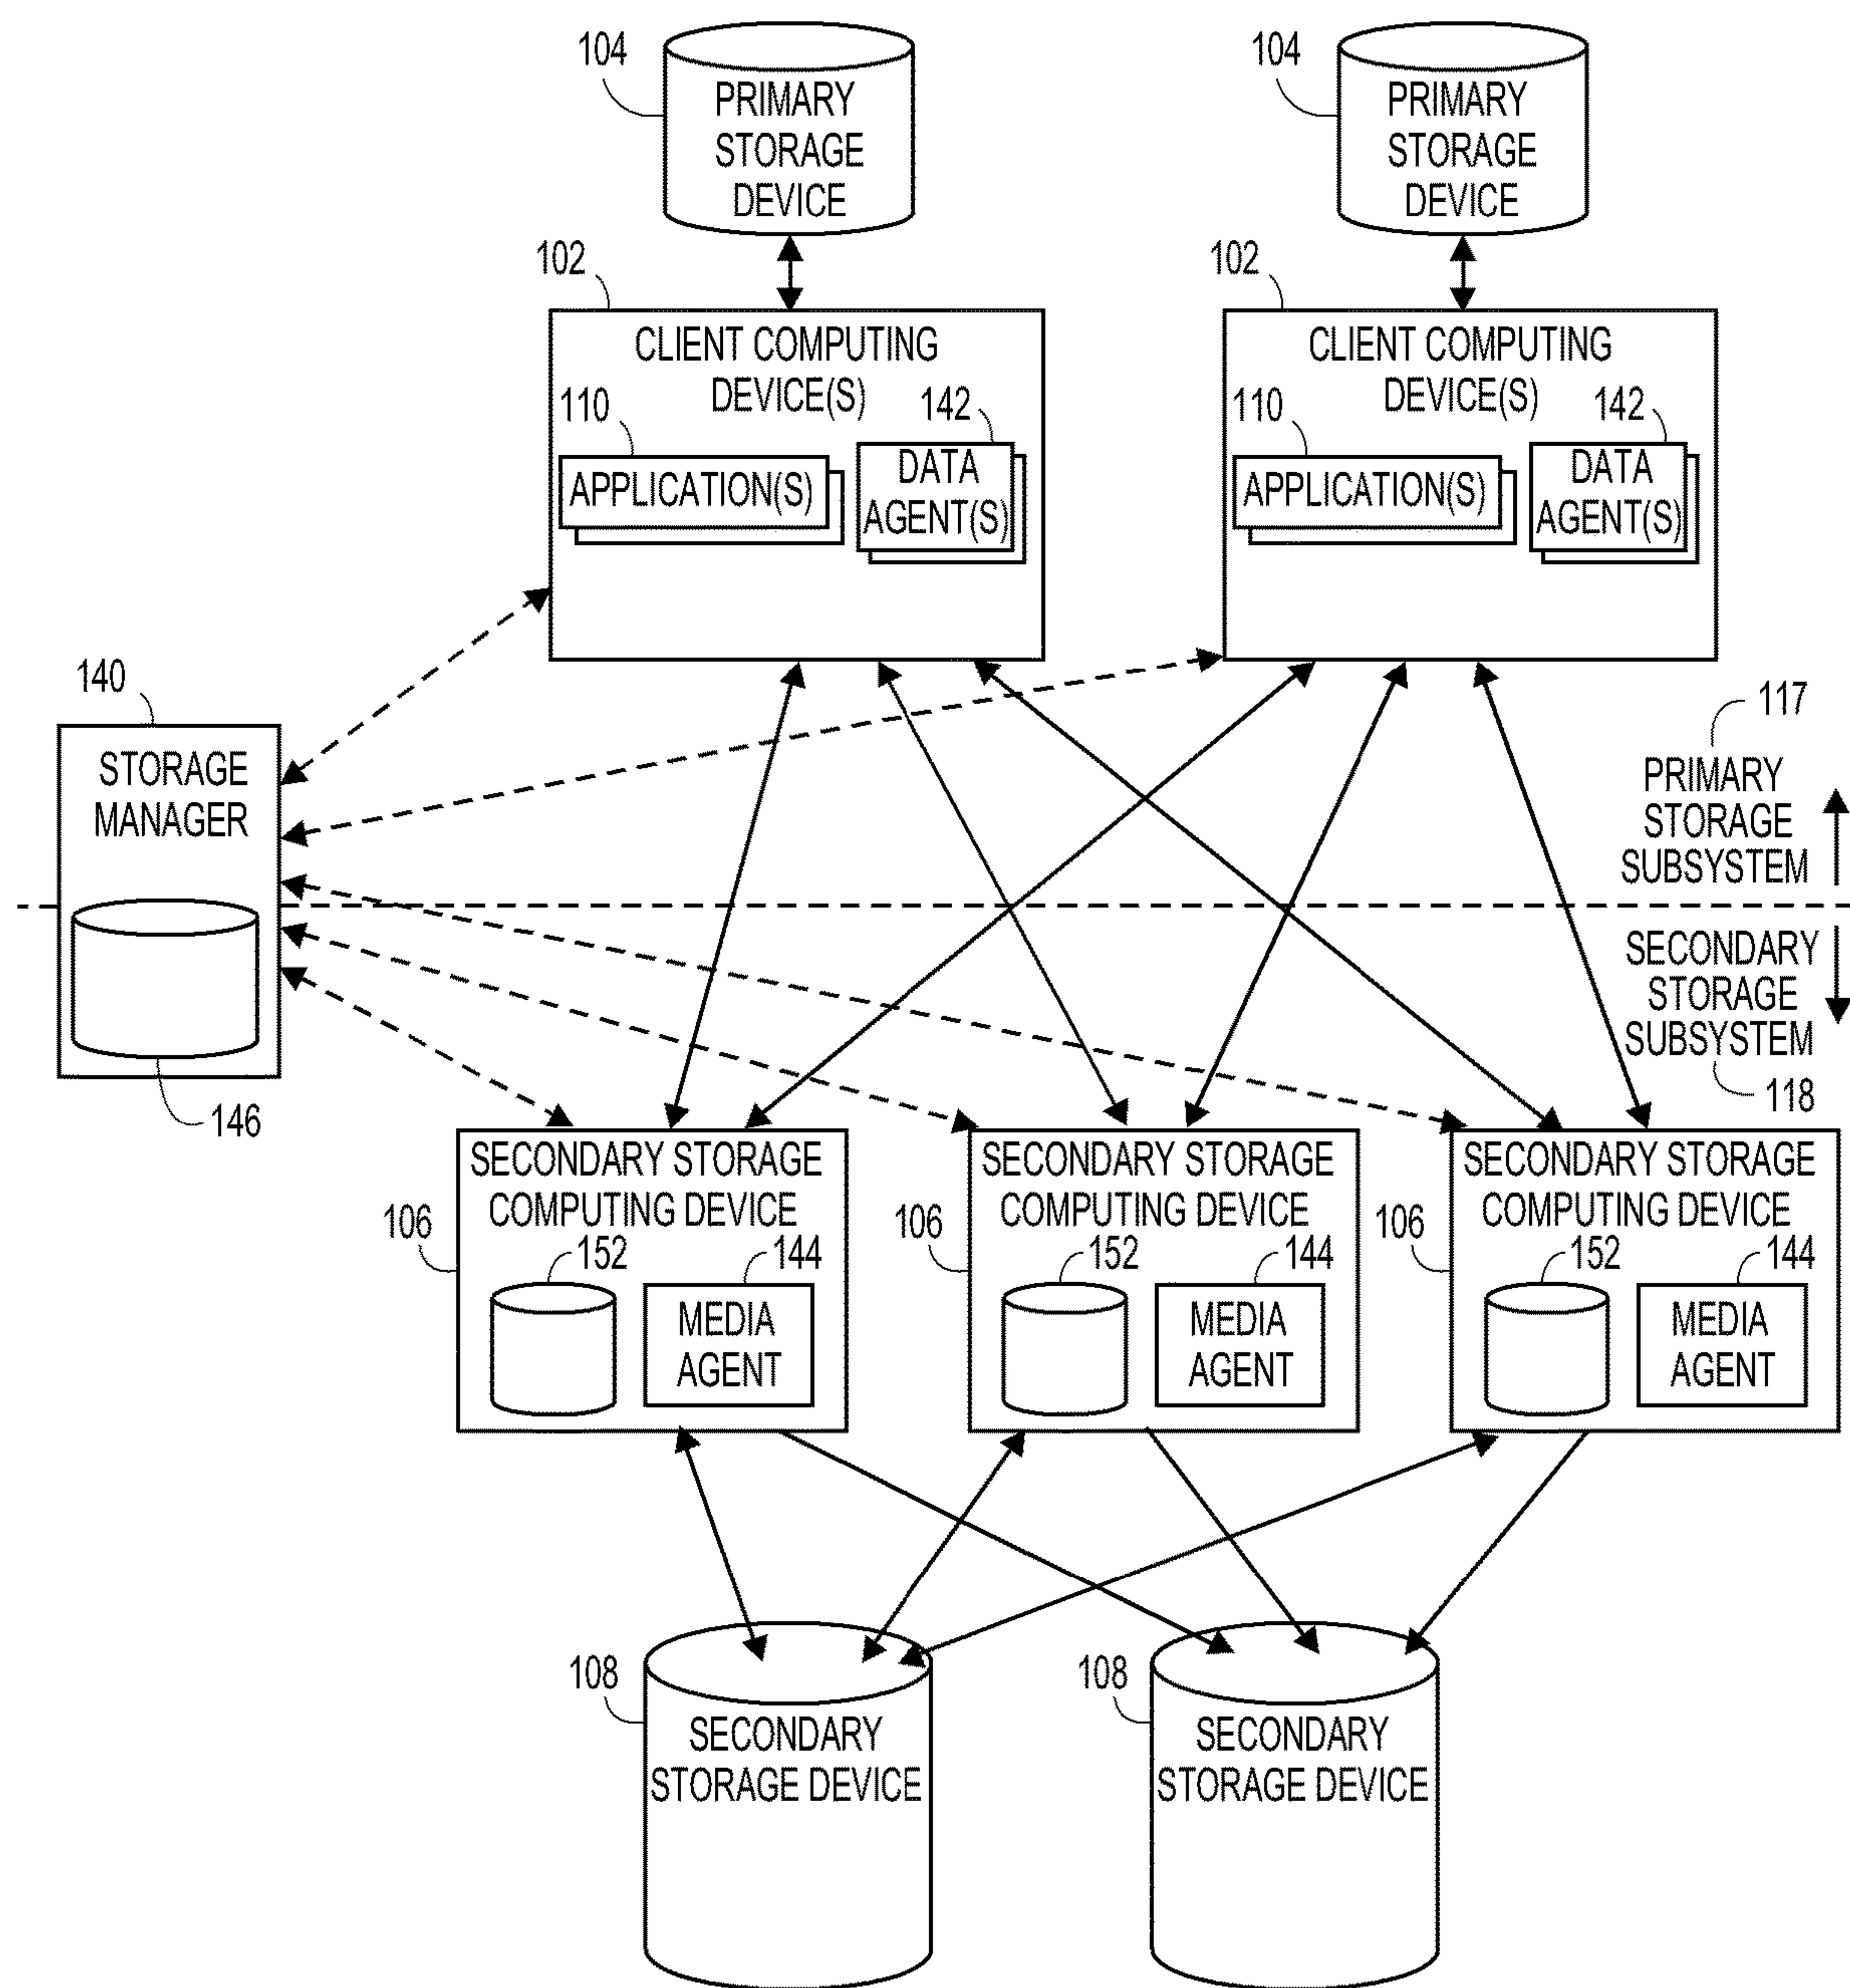 104
PRIMARY
STORAGE
DEVICE
104
PRIMARY
STORAGE
DEVICE
102
CLIENT COMPUTING
DEVICE(S)
110
APPLICATION(S)
142
DATA
AGENT(S)
102
CLIENT COMPUTING
DEVICE(S)
110
APPLICATION(S)
142
DATA
AGENT(S)
140
STORAGE
MANAGER
146
117
PRIMARY
STORAGE
SUBSYSTEM
SECONDARY
STORAGE
SUBSYSTEM
118
106
SECONDARY STORAGE
COMPUTING DEVICE
152
144
MEDIA
AGENT
106
SECONDARY STORAGE
COMPUTING DEVICE
152
144
MEDIA
AGENT
106
SECONDARY STORAGE
COMPUTING DEVICE
152
144
MEDIA
AGENT
108
SECONDARY
STORAGE DEVICE
108
SECONDARY
STORAGE DEVICE